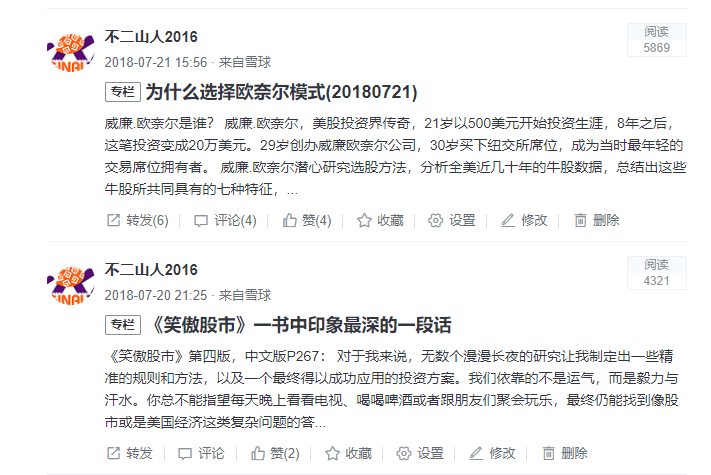 不二山人2016
阅读
5869
2018-07-21 15:56 · 来自雪球
专栏 为什么选择欧奈尔模式(20180721)
威廉.欧奈尔是谁? 威廉.欧奈尔，美股投资界传奇，21岁以500美元开始投资生涯，8年之后，
这笔投资变成20万美元。29岁创办威廉欧奈尔公司，30岁买下纽交所席位，成为当时最年轻的
交易席位拥有者。 威廉.欧奈尔潜心研究选股方法，分析全美近几十年的牛股数据，总结出这些
牛股所共同具有的七种特征，...
转发(6) 评论(4) 赞(4) 收藏 设置 修改 删除
不二山人2016
阅读
4321
2018-07-20 21:25 · 来自雪球
专栏 《笑傲股市》一书中印象最深的一段话
《笑傲股市》第四版，中文版P267： 对于我来说，无数个漫漫长夜的研究让我制定出一些精
准的规则和方法，以及一个最终得以成功应用的投资方案。我们依靠的不是运气，而是毅力与
汗水。你总不能指望每天晚上看看电视、喝喝啤酒或者跟朋友们聚会玩乐，最终仍能找到像股
市或是美国经济这类复杂问题的答...
转发 评论 赞(2) 收藏 设置 修改 删除